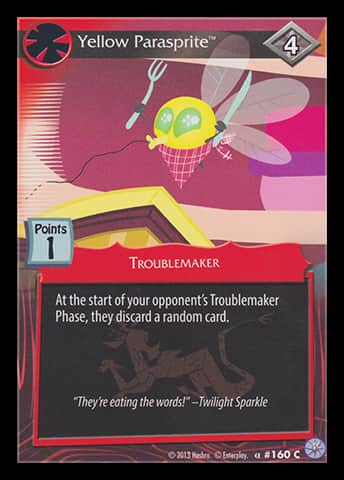 Yellow Parasprite™
4
Points
1
TROUBLEMAKER
At the start of your opponent's Troublemaker
Phase, they discard a random card.
"They're eating the words!" –Twilight Sparkle
© 2013 Hasbro. © Enterplay. α #160 C